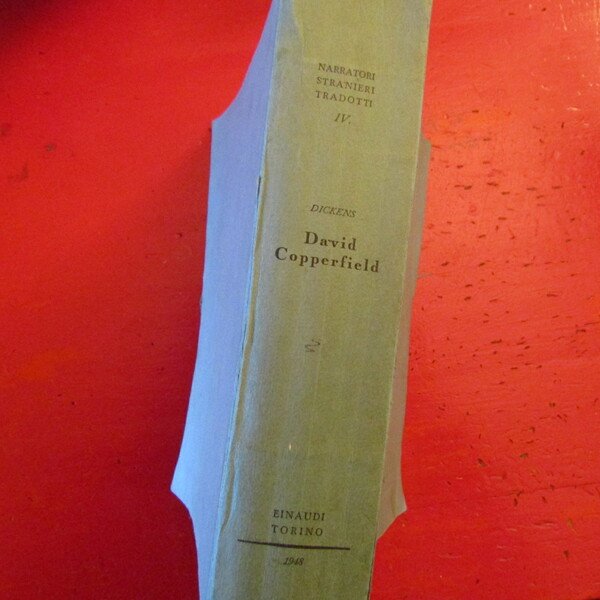 NARRATORI
STRANIERI
TRADOTTI
IV.
DICKENS
David
Copperfield
EINAUDI
TORINO
1948